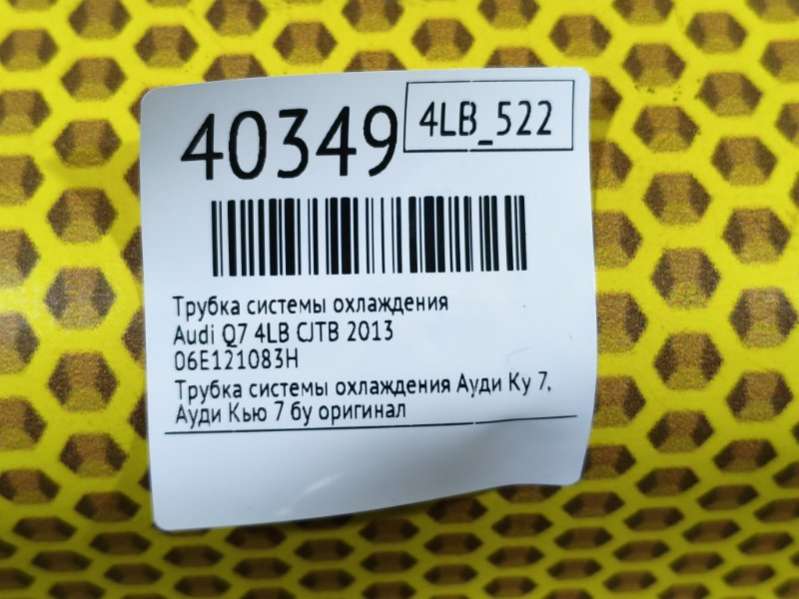 40349
4LB_522
Трубка системы охлаждения
Audi Q7 4LB CJTB 2013
06E121083H
Трубка системы охлаждения Ауди Ку 7,
Ауди Кью 7 бу оригинал